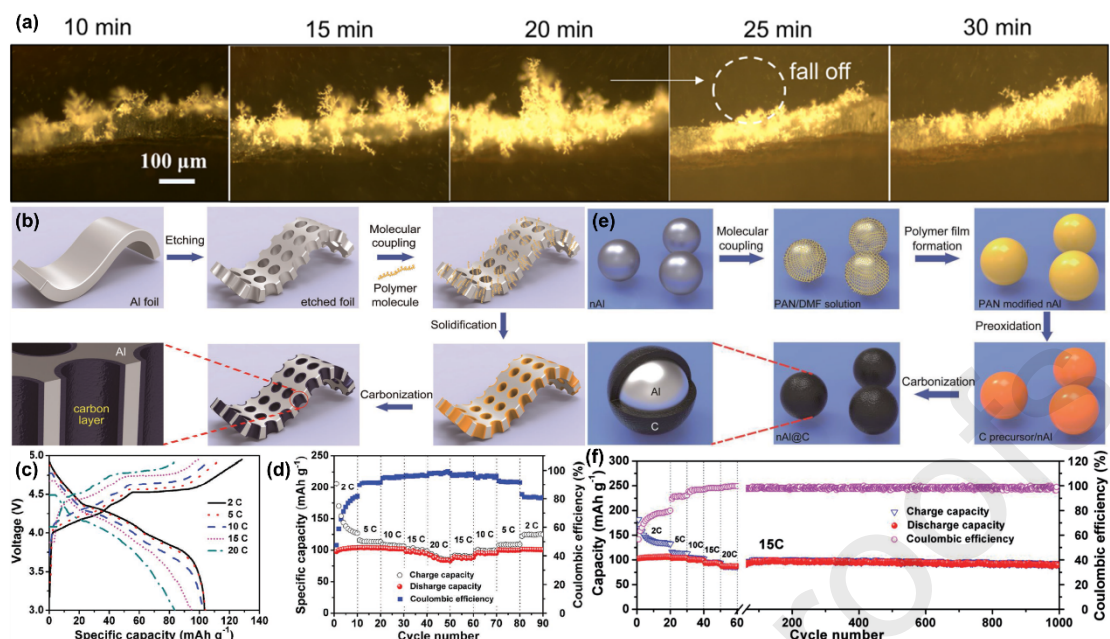 (a)
10 min
15 min
20 min
25 min
30 min
fall off
100 μm
(b)
Al foil
Etching
etched foil
Molecular
coupling
Polymer
molecule
Solidification
Carbonization
Al
carbon
layer
(e)
nAl
Molecular
coupling
PAN/DMF solution
Polymer film
formation
PAN modified nAl
Preoxidation
C precursor/nAl
Carbonization
nAl@C
Al
C
(c)
5.0
4.5
4.0
3.5
3.0
Voltage (V)
2 C
5 C
10 C
15 C
20 C
0 20 40 60 80 100 120 140
Specific capacity (mAh g⁻¹)
(d)
250
200
150
100
50
0
Specific capacity (mAh g⁻¹)
2 C
5 C
10 C
15 C
20 C
15 C
10 C
5 C
2 C
Charge capacity
Disharge capacity
Coulombic efficiency
100
80
60
40
20
0
Coulombic efficiency (%)
0 10 20 30 40 50 60 70 80 90
Cycle number
(f)
300
250
200
150
100
50
0
Capacity (mAh g⁻¹)
2C
5C
10C
15C
20C
15C
Charge capacity
Discharge capacity
Coulombic efficiency
120
100
80
60
40
20
0
Coulombic efficiency (%)
0 10 20 30 40 50 60 200 400 600 800 1000
Cycle number